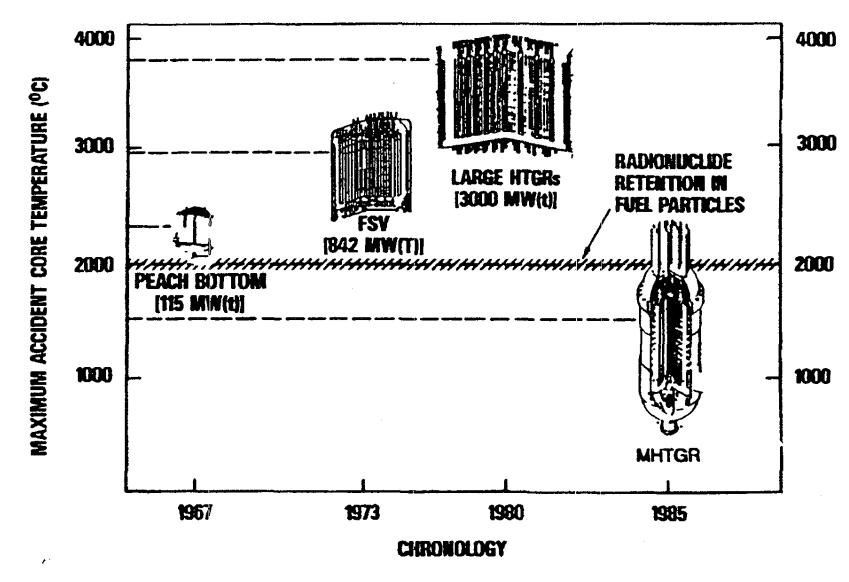 MAXIMUM ACCIDENT CORE TEMPERATURE (ºC)
4000
3000
2000
1000
4000
3000
2000
1000
PEACH BOTTOM
[115 MW(t)]
FSV
[842 MW(T)]
LARGE HTGRs
[3000 MW(t)]
RADIONUCLIDE
RETENTION IN
FUEL PARTICLES
MHTGR
1967
1973
1980
1985
CHRONOLOGY